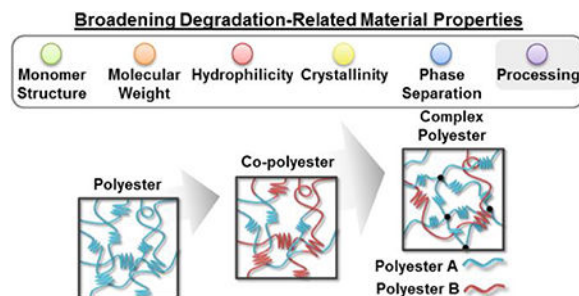 Broadening Degradation-Related Material Properties
Monomer Structure
Molecular Weight
Hydrophilicity
Crystallinity
Phase Separation
Processing
Polyester
Co-polyester
Complex Polyester
Polyester A
Polyester B